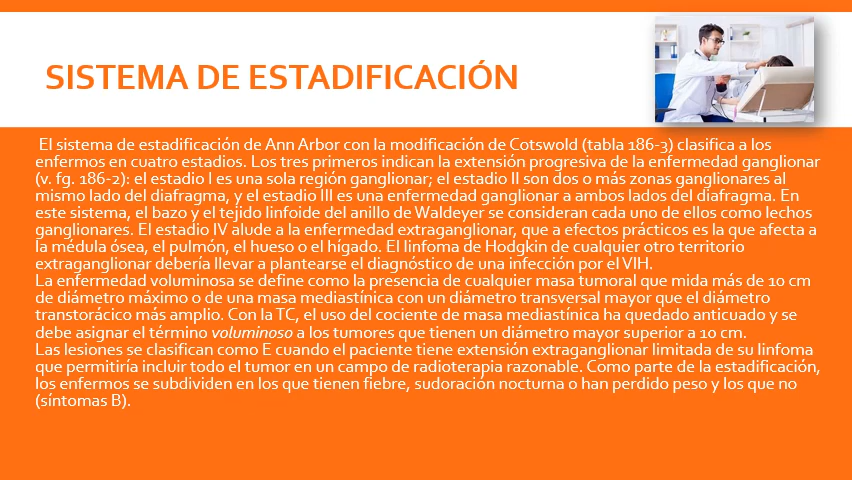 SISTEMA DE ESTADIFICACIÓN
El sistema de estadificación de Ann Arbor con la modificación de Cotswold (tabla 186-3) clasifica a los
enfermos en cuatro estadios. Los tres primeros indican la extensión progresiva de la enfermedad ganglionar
(v. fg. 186-2): el estadio I es una sola región ganglionar; el estadio II son dos o más zonas ganglionares al
mismo lado del diafragma, y el estadio III es una enfermedad ganglionar a ambos lados del diafragma. En
este sistema, el bazo y el tejido linfoide del anillo de Waldeyer se consideran cada uno de ellos como lechos
ganglionares. El estadio IV alude a la enfermedad extraganglionar, que a efectos prácticos es la que afecta a
la médula ósea, el pulmón, el hueso o el hígado. El linfoma de Hodgkin de cualquier otro territorio
extraganglionar debería llevar a plantearse el diagnóstico de una infección por el VIH.
La enfermedad voluminosa se define como la presencia de cualquier masa tumoral que mida más de 10 cm
de diámetro máximo o de una masa mediastínica con un diámetro transversal mayor que el diámetro
transtorácico más amplio. Con la TC, el uso del cociente de masa mediastínica ha quedado anticuado y se
debe asignar el término voluminoso a los tumores que tienen un diámetro mayor superior a 10 cm.
Las lesiones se clasifican como E cuando el paciente tiene extensión extraganglionar limitada de su linfoma
que permitiría incluir todo el tumor en un campo de radioterapia razonable. Como parte de la estadificación,
los enfermos se subdividen en los que tienen fiebre, sudoración nocturna o han perdido peso y los que no
(síntomas B).